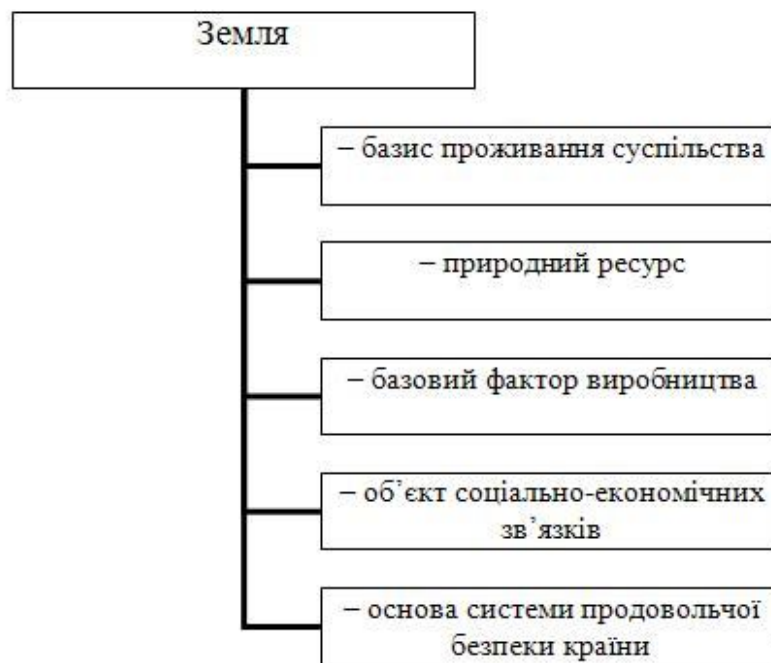 Земля
– базис проживання суспільства
– природний ресурс
– базовий фактор виробництва
– об’єкт соціально-економічних
зв’язків
– основа системи продовольчої
безпеки країни